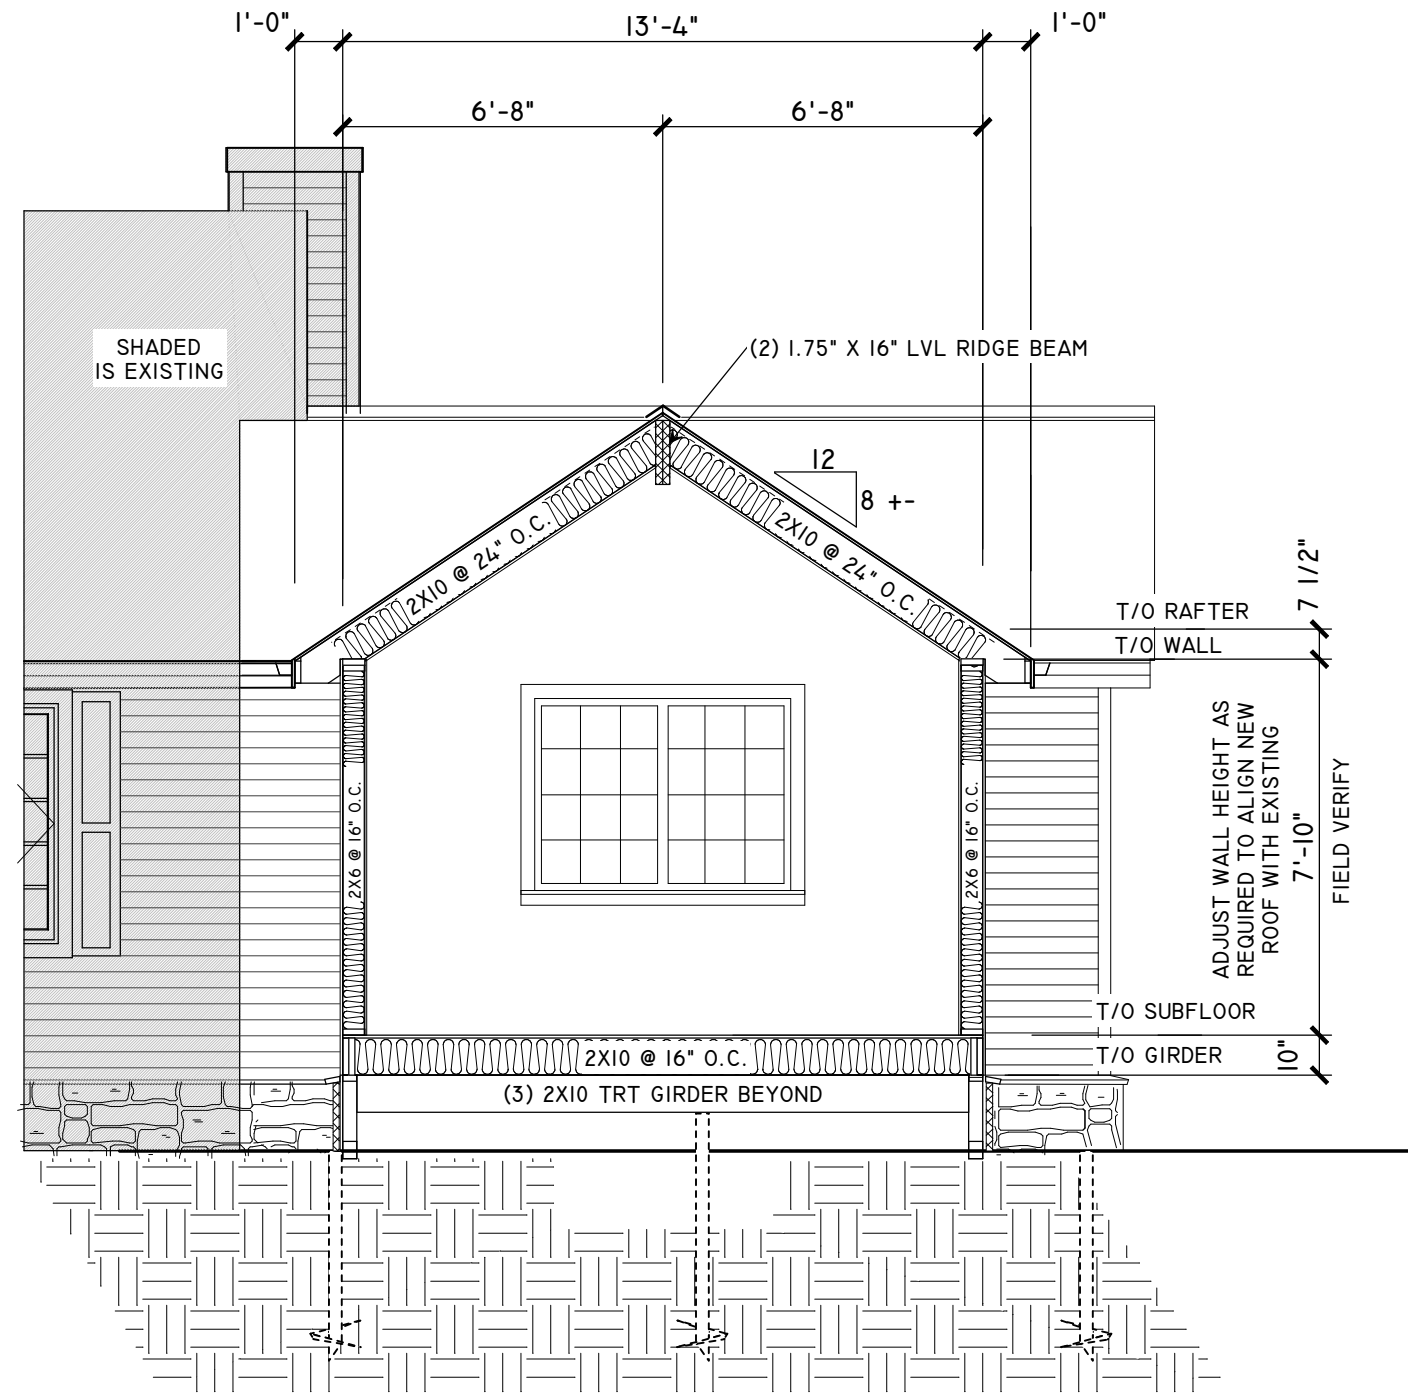 1'-0"
13'-4"
1'-0"
6'-8"
6'-8"
SHADED
IS EXISTING
(2) 1.75" X 16" LVL RIDGE BEAM
12
8 +-
2X10 @ 24" O.C.
2X10 @ 24" O.C.
7 1/2"
T/O RAFTER
T/O WALL
ADJUST WALL HEIGHT AS
REQUIRED TO ALIGN NEW
ROOF WITH EXISTING
7'-10"
FIELD VERIFY
2X6 @ 16" O.C.
2X6 @ 16" O.C.
T/O SUBFLOOR
T/O GIRDER
10"
2X10 @ 16" O.C.
(3) 2X10 TRT GIRDER BEYOND